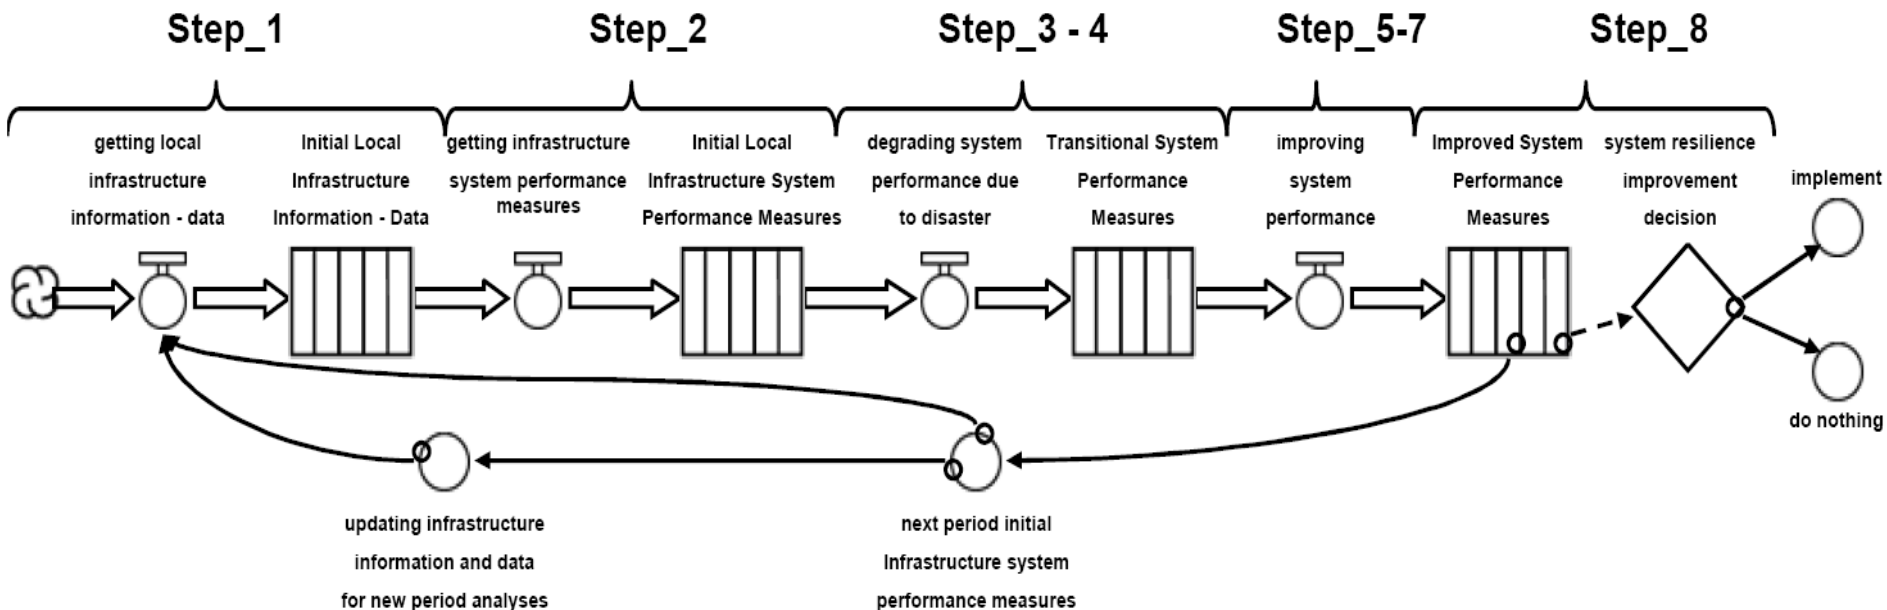 Step_1
Step_2
Step_3 - 4
Step_5-7
Step_8
getting local
infrastructure
information - data
Initial Local
Infrastructure
Information - Data
getting infrastructure
system performance
measures
Initial Local
Infrastructure System
Performance Measures
degrading system
performance due
to disaster
Transitional System
Performance
Measures
improving
system
performance
Improved System
Performance
Measures
system resilience
improvement
decision
implement
do nothing
updating infrastructure
information and data
for new period analyses
next period initial
Infrastructure system
performance measures